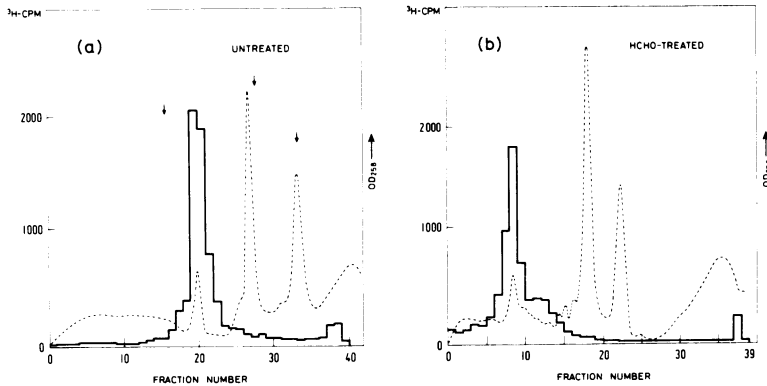 ³H-CPM
(a)
UNTREATED
2000
1000
0
0 10 20 30 40
FRACTION NUMBER
OD₂₅₈
³H-CPM
(b)
HCHO-TREATED
2000
1000
0
0 10 20 30 39
FRACTION NUMBER